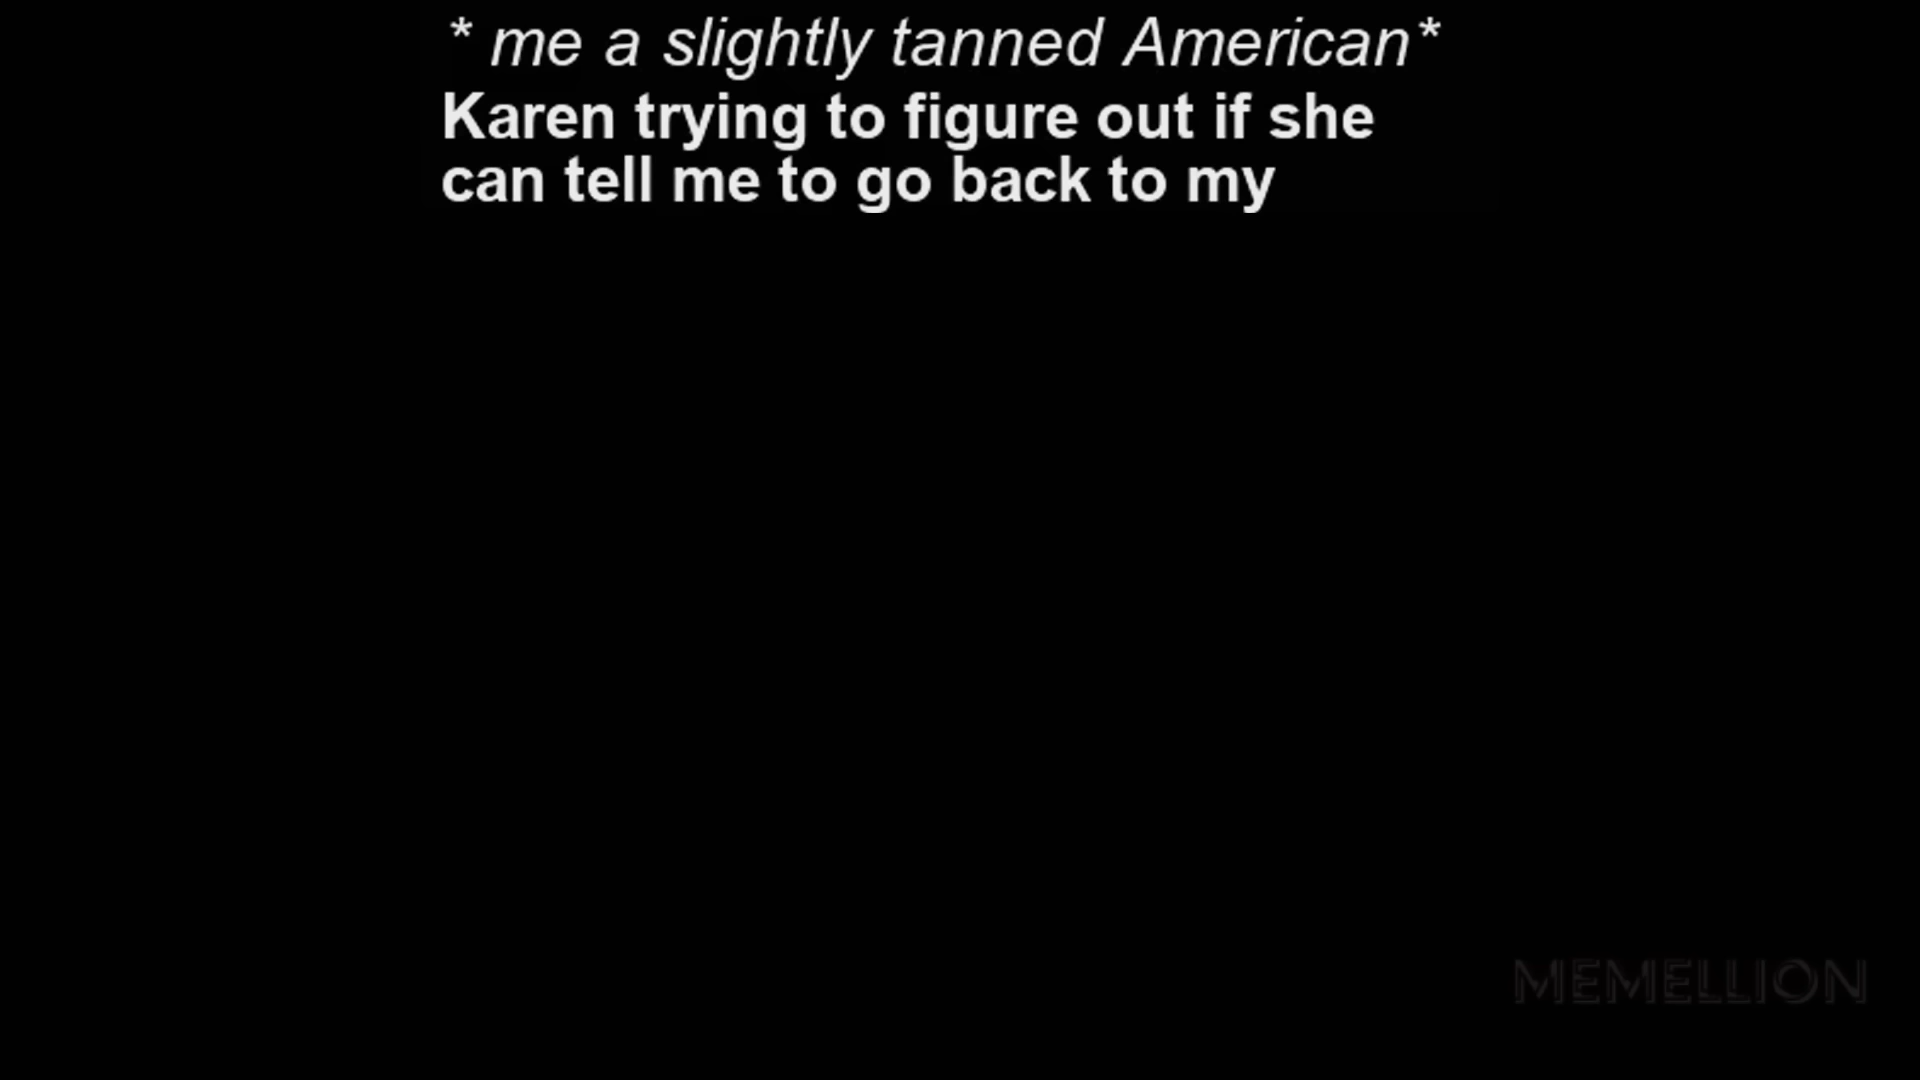 * me a slightly tanned American*
Karen trying to figure out if she
can tell me to go back to my
MEMELLION